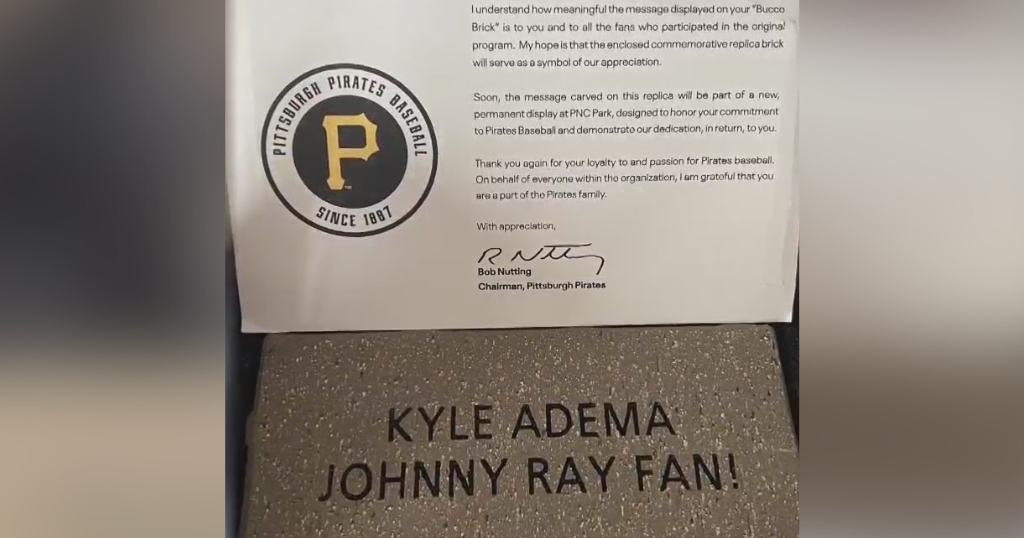 I understand how meaningful the message displayed on your "Bucco
Brick" is to you and to all the fans who participated in the original
program. My hope is that the enclosed commemorative replica brick
will serve as a symbol of our appreciation.
Soon, the message carved on this replica will be part of a new,
permanent display at PNC Park, designed to honor your commitment
to Pirates Baseball and demonstrate our dedication, in return, to you.
Thank you again for your loyalty to and passion for Pirates baseball.
On behalf of everyone within the organization, I am grateful that you
are a part of the Pirates family.
With appreciation,
R Nutting
Bob Nutting
Chairman, Pittsburgh Pirates
PITTSBURGH PIRATES BASEBALL
P
TM
SINCE 1887
KYLE ADEMA
JOHNNY RAY FAN!